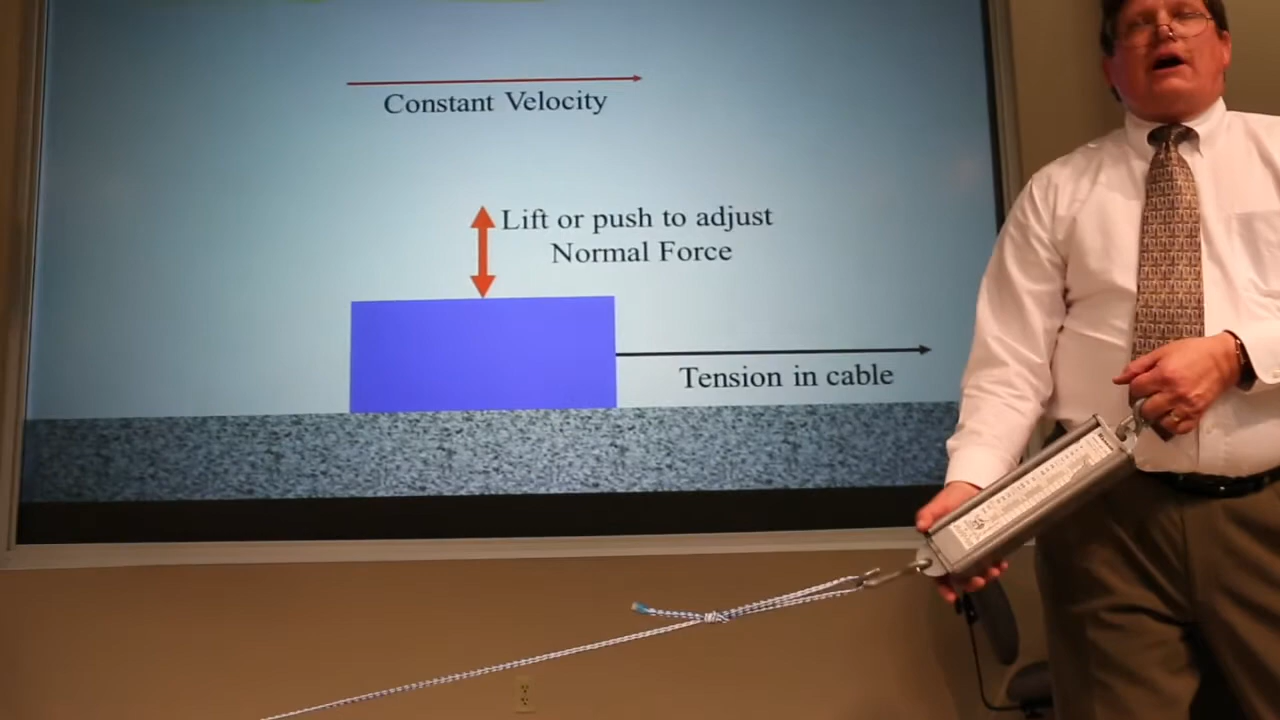 Constant Velocity
Lift or push to adjust
Normal Force
Tension in cable